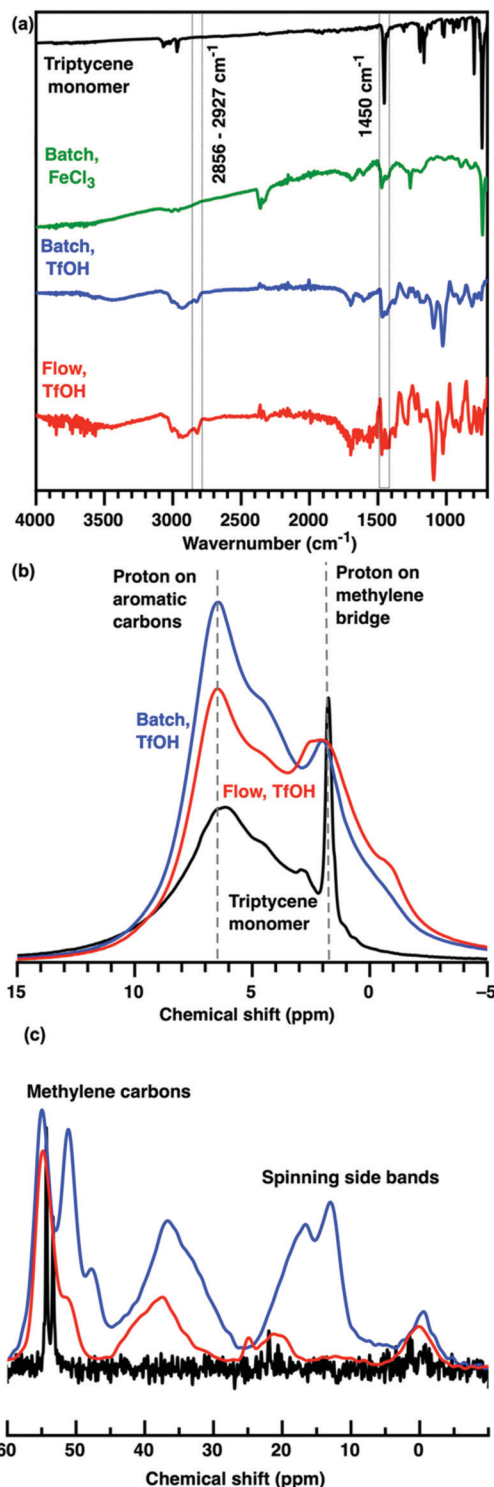 (a)
Triptycene
monomer
2856 - 2927 cm-1
1450 cm-1
Batch,
FeCl3
Batch,
TfOH
Flow,
TfOH
4000 3500 3000 2500 2000 1500 1000
Wavernumber (cm-1)
(b)
Proton on
aromatic
carbons
Proton on
methylene
bridge
Batch,
TfOH
Flow, TfOH
Triptycene
monomer
15 10 5 0 –5
Chemical shift (ppm)
(c)
Methylene carbons
Spinning side bands
60 50 40 30 20 10 0
Chemical shift (ppm)